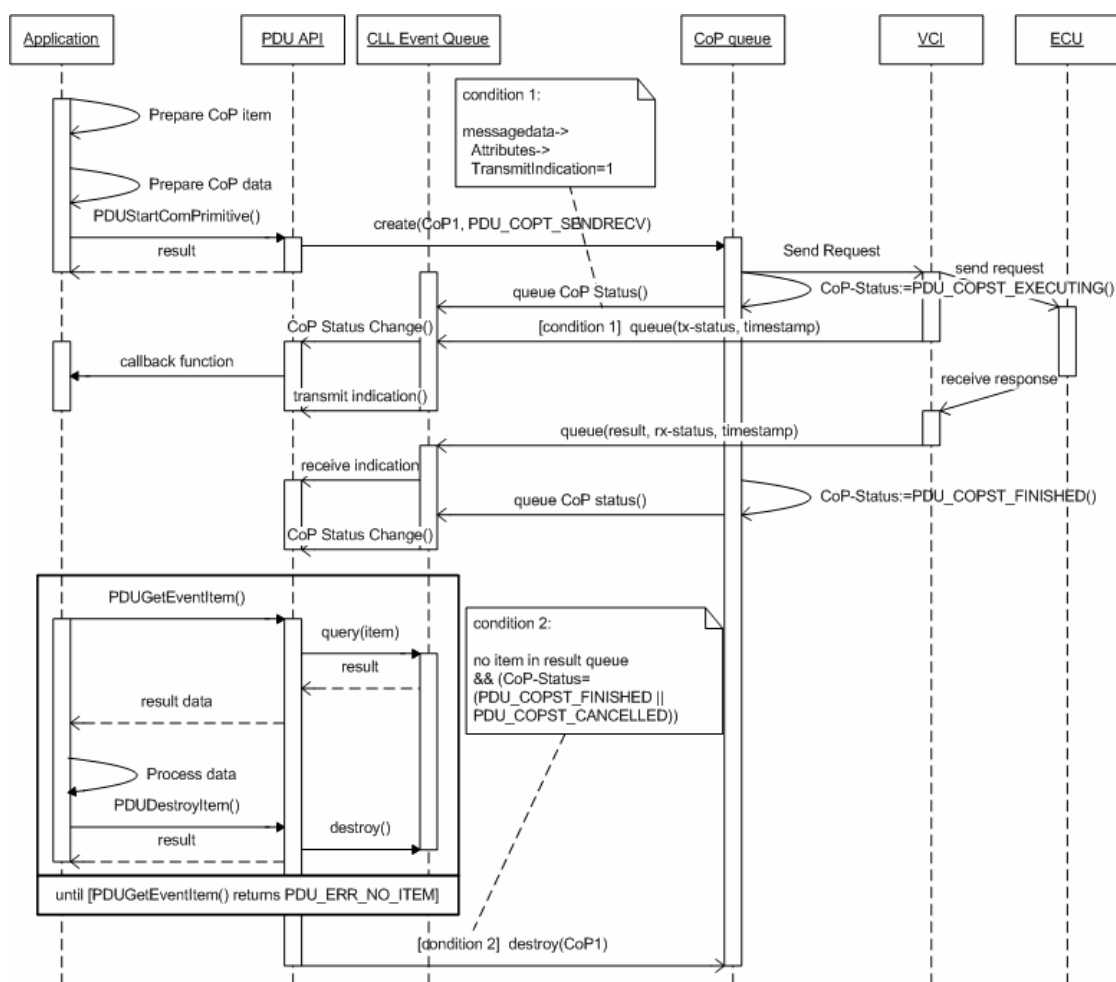 Application
PDU API
CLL Event Queue
CoP queue
VCI
ECU
condition 1:
messagedata->
Attributes->
TransmitIndication=1
Prepare CoP item
Prepare CoP data
PDUStartComPrimitive()
create(CoP1, PDU_COPT_SENDRECV)
result
Send Request
send request
queue CoP Status()
CoP-Status:=PDU_COPST_EXECUTING()
CoP Status Change()
[condition 1] queue(tx-status, timestamp)
callback function
transmit indication()
receive response
queue(result, rx-status, timestamp)
receive indication
queue CoP status()
CoP-Status:=PDU_COPST_FINISHED()
CoP Status Change()
PDUGetEventItem()
query(item)
result
result data
condition 2:
no item in result queue
&& (CoP-Status=
(PDU_COPST_FINISHED ||
PDU_COPST_CANCELLED))
Process data
PDUDestroyItem()
destroy()
result
until [PDUGetEventItem() returns PDU_ERR_NO_ITEM]
[condition 2] destroy(CoP1)